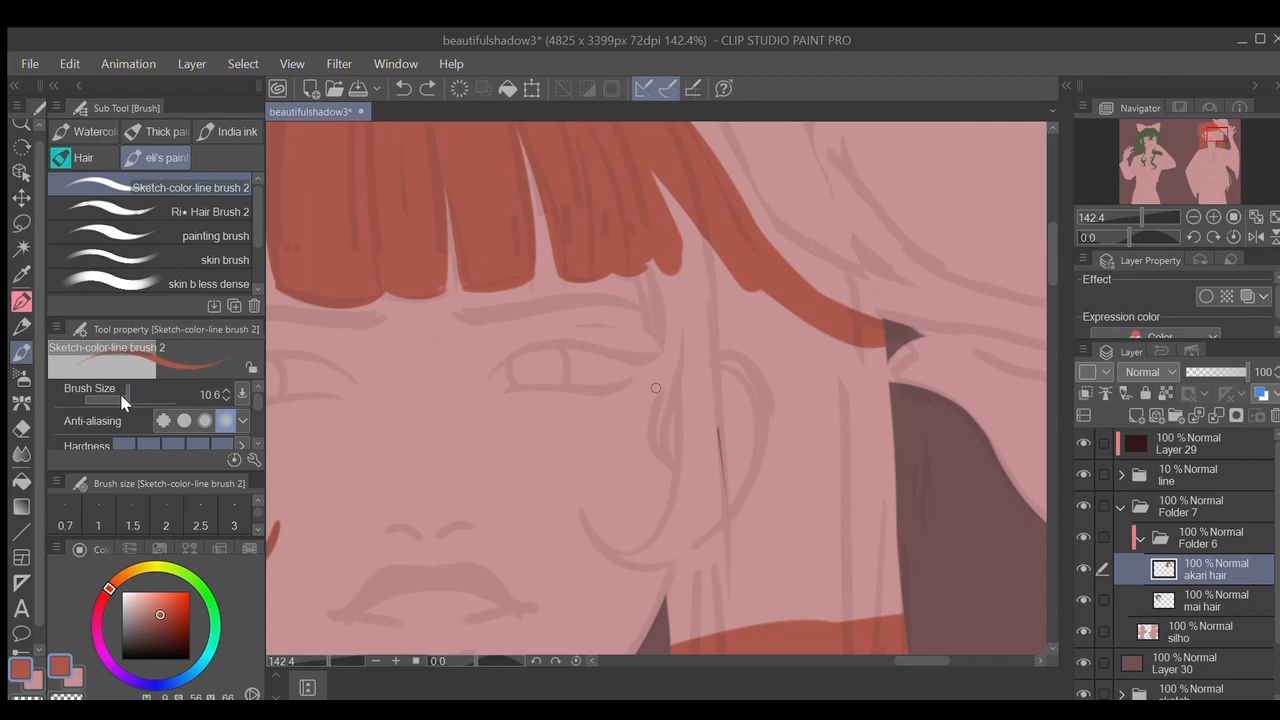 beautifulshadow3* (4825 x 3399px 72dpi 142.4%) - CLIP STUDIO PAINT PRO
File Edit Animation Layer Select View Filter Window Help
Sub Tool [Brush]
beautifulshadow3*
Navigator
Waterco Thick pai India ink
Hair eli's paint
Sketch-color-line brush 2
Ri★ Hair Brush 2
painting brush
skin brush
skin b less dense
142.4
0.0
Layer Property
Effect
Expression color
Color
Tool property [Sketch-color-line brush 2]
Sketch-color-line brush 2
Brush Size 10.6
Anti-aliasing
Hardness
Layer
Normal 100
100 % Normal
Layer 29
10 % Normal
line
100 % Normal
Folder 7
100 % Normal
Folder 6
100 % Normal
akari hair
100 % Normal
mai hair
100 % Normal
silho
100 % Normal
Layer 30
100 % Normal
Brush size [Sketch-color-line brush 2]
0.7 1 1.5 2 2.5 3
Co
H 9 S 56 V 66
142.4 0.0